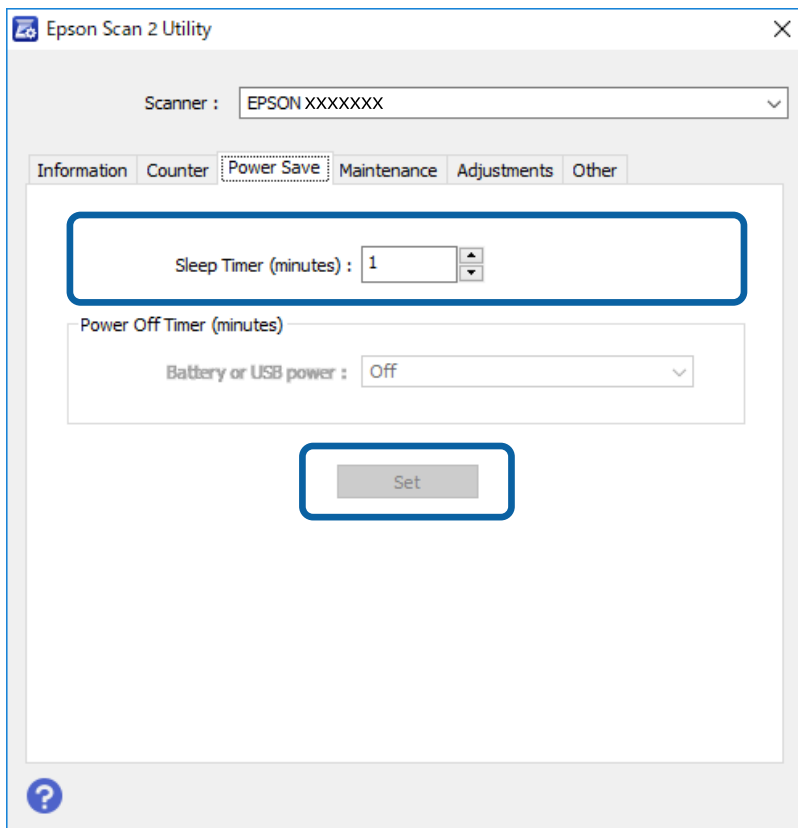 Epson Scan 2 Utility
Scanner : EPSON XXXXXXX
Information Counter Power Save Maintenance Adjustments Other
Sleep Timer (minutes) : 1
Power Off Timer (minutes)
Battery or USB power : Off
Set
?